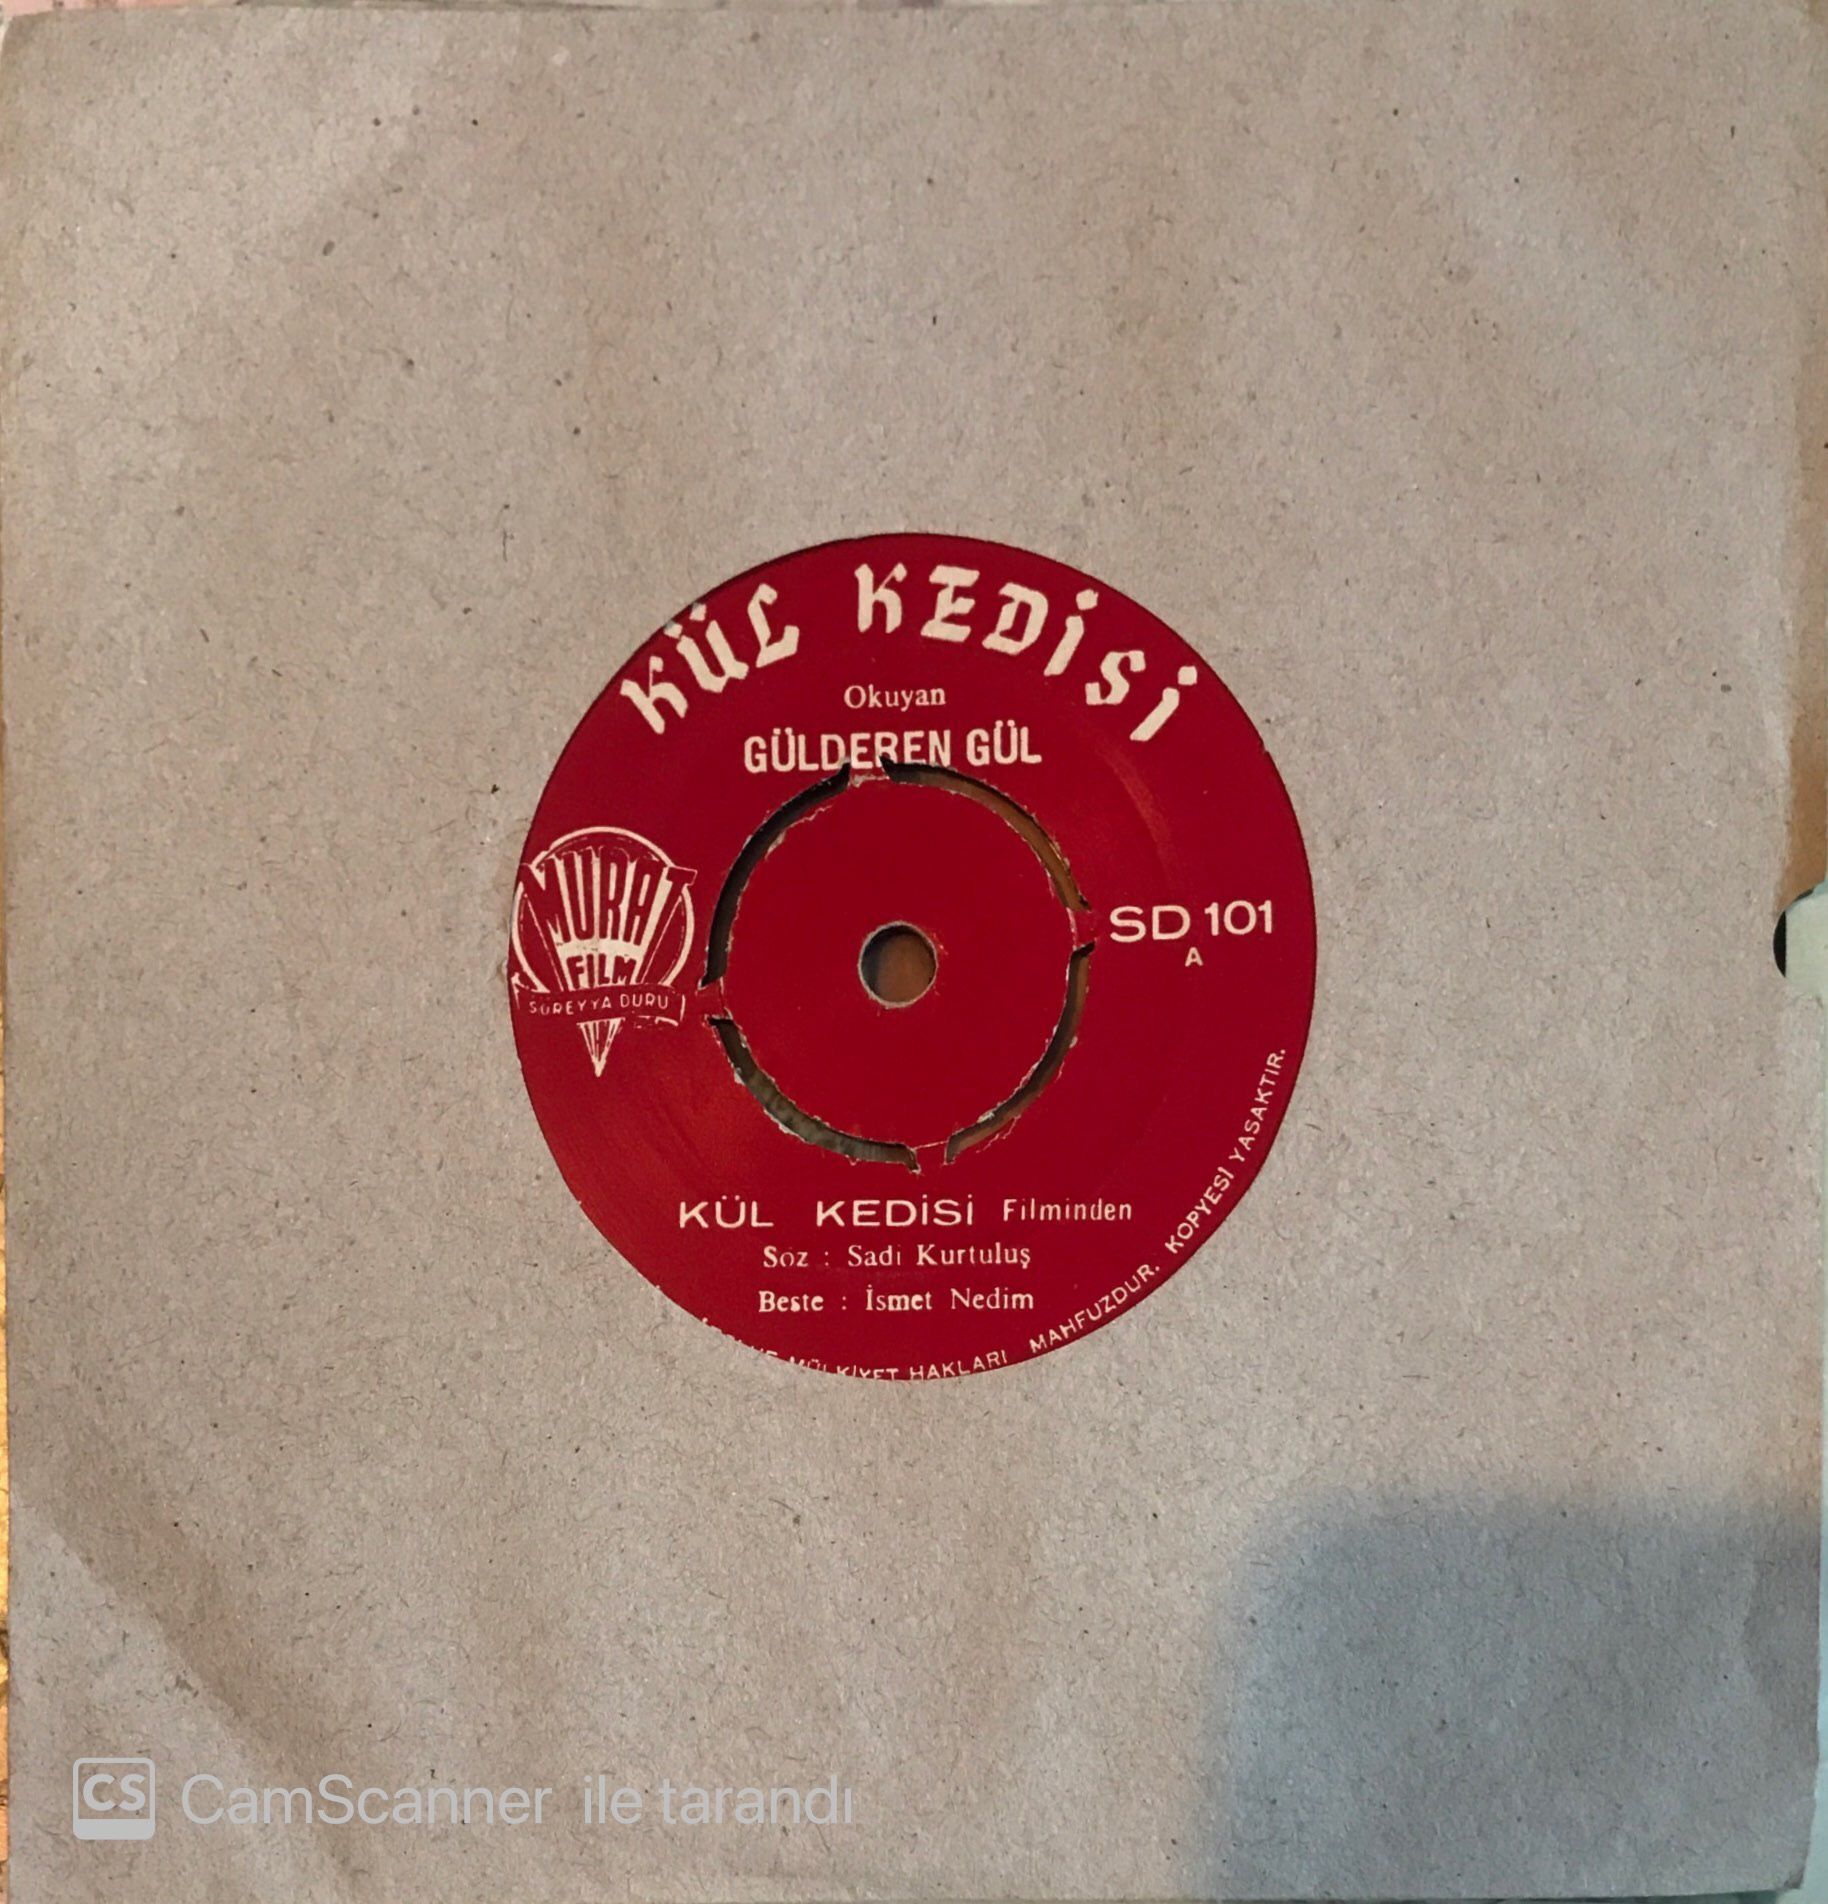 KÜL KEDİSİ
Okuyan
GÜLDEREN GÜL
MURAT
FILM
SÜREYYA DURU
SD 101
A
KÜL KEDİSİ Filminden
Söz : Sadi Kurtuluş
Beste : İsmet Nedim
MÜLKİYET HAKLARI MAHFUZDUR. KOPYESİ YASAKTIR.
CS CamScanner ile tarandı